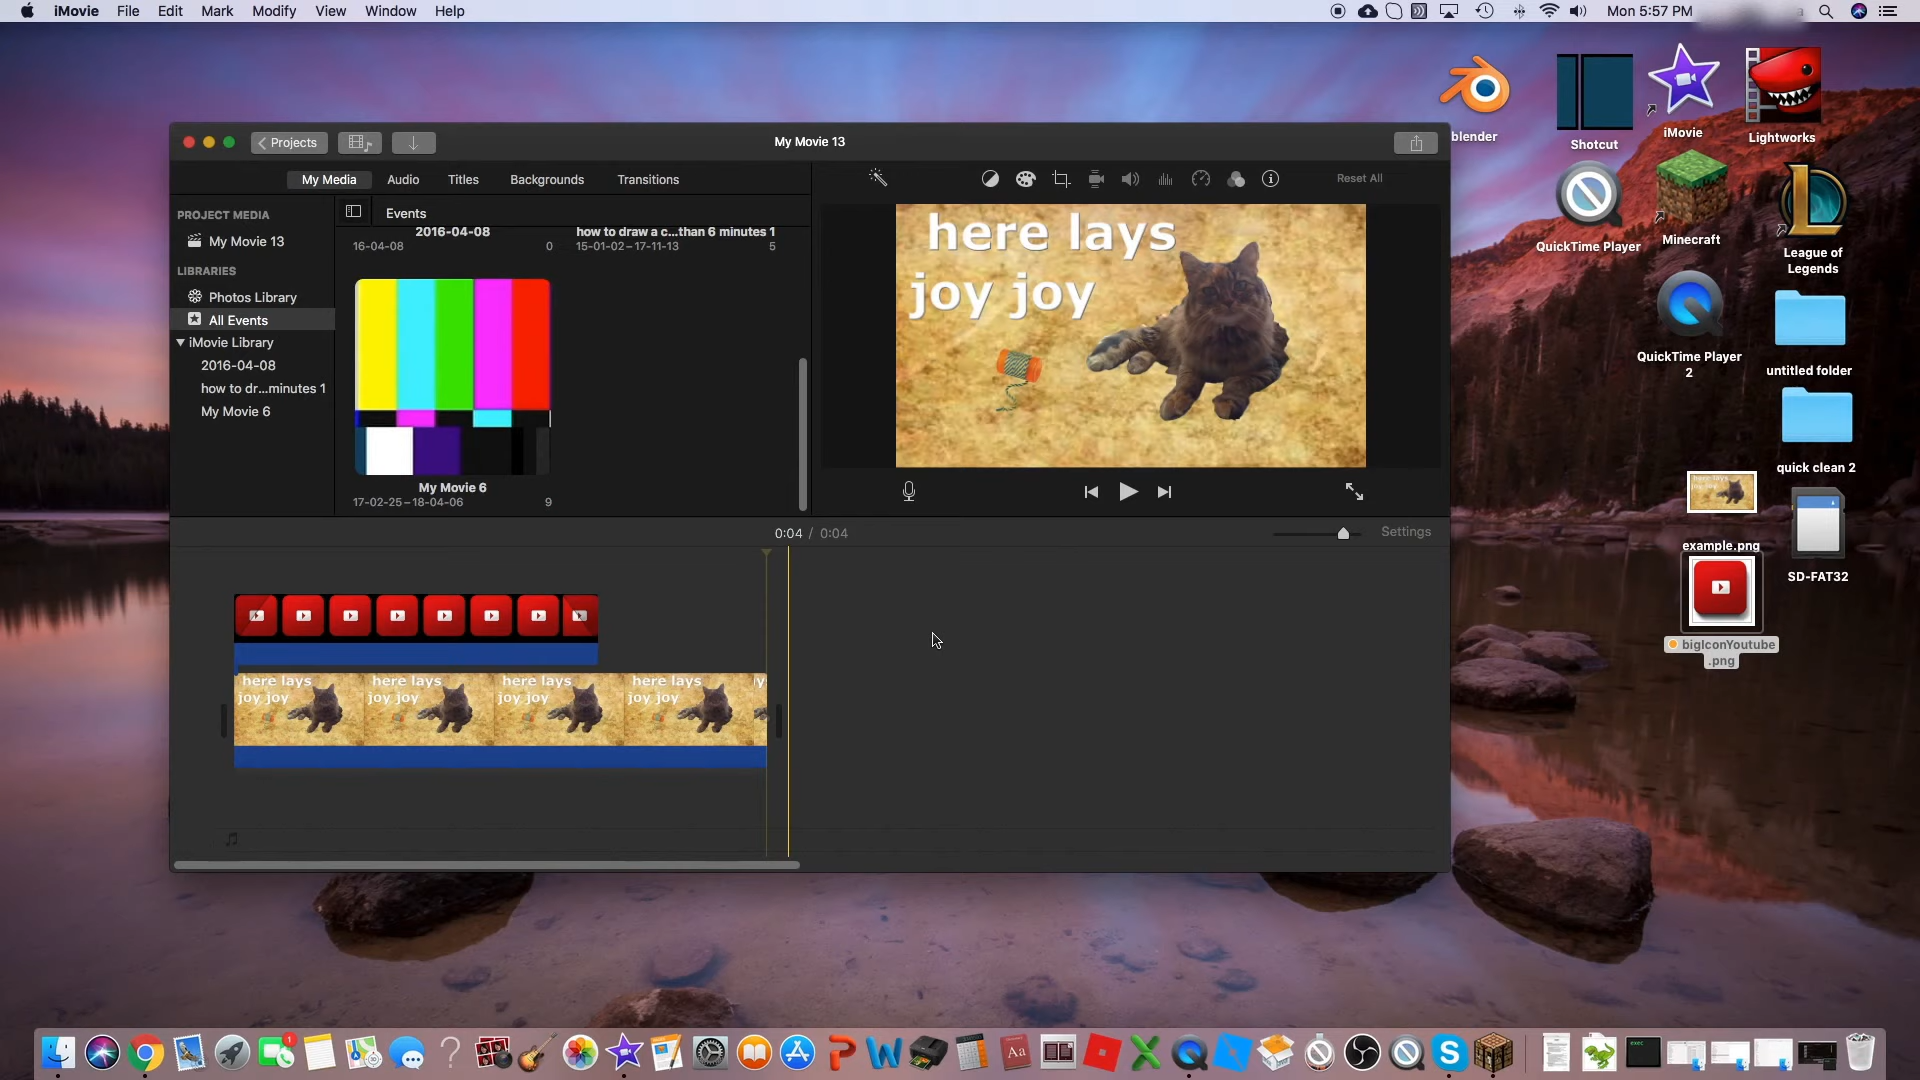 iMovie File Edit Mark Modify View Window Help
Mon 5:57 PM
Projects
My Movie 13
My Media Audio Titles Backgrounds Transitions
Reset All
PROJECT MEDIA
My Movie 13
LIBRARIES
Photos Library
All Events
iMovie Library
2016-04-08
how to dr...minutes 1
My Movie 6
Events
2016-04-08
16-04-08 0
how to draw a c...than 6 minutes 1
15-01-02 – 17-11-13 5
My Movie 6
17-02-25 – 18-04-06 9
here lays
joy joy
0:04 / 0:04
Settings
here lays
joy joy
here lays
joy joy
here lays
joy joy
here lays
joy joy
blender
Shotcut
iMovie
Lightworks
QuickTime Player
Minecraft
League of
Legends
QuickTime Player
2
untitled folder
quick clean 2
example.png
SD-FAT32
bigIconYoutube
.png
1
Aa
exec